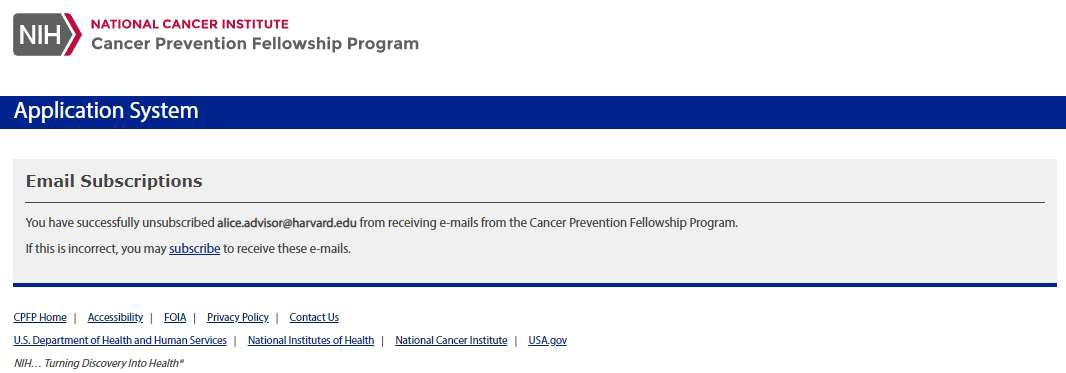 NIH NATIONAL CANCER INSTITUTE
Cancer Prevention Fellowship Program
Application System
Email Subscriptions
You have successfully unsubscribed alice.advisor@harvard.edu from receiving e-mails from the Cancer Prevention Fellowship Program.
If this is incorrect, you may subscribe to receive these e-mails.
CPFP Home | Accessibility | FOIA | Privacy Policy | Contact Us
U.S. Department of Health and Human Services | National Institutes of Health | National Cancer Institute | USA.gov
NIH… Turning Discovery Into Health®